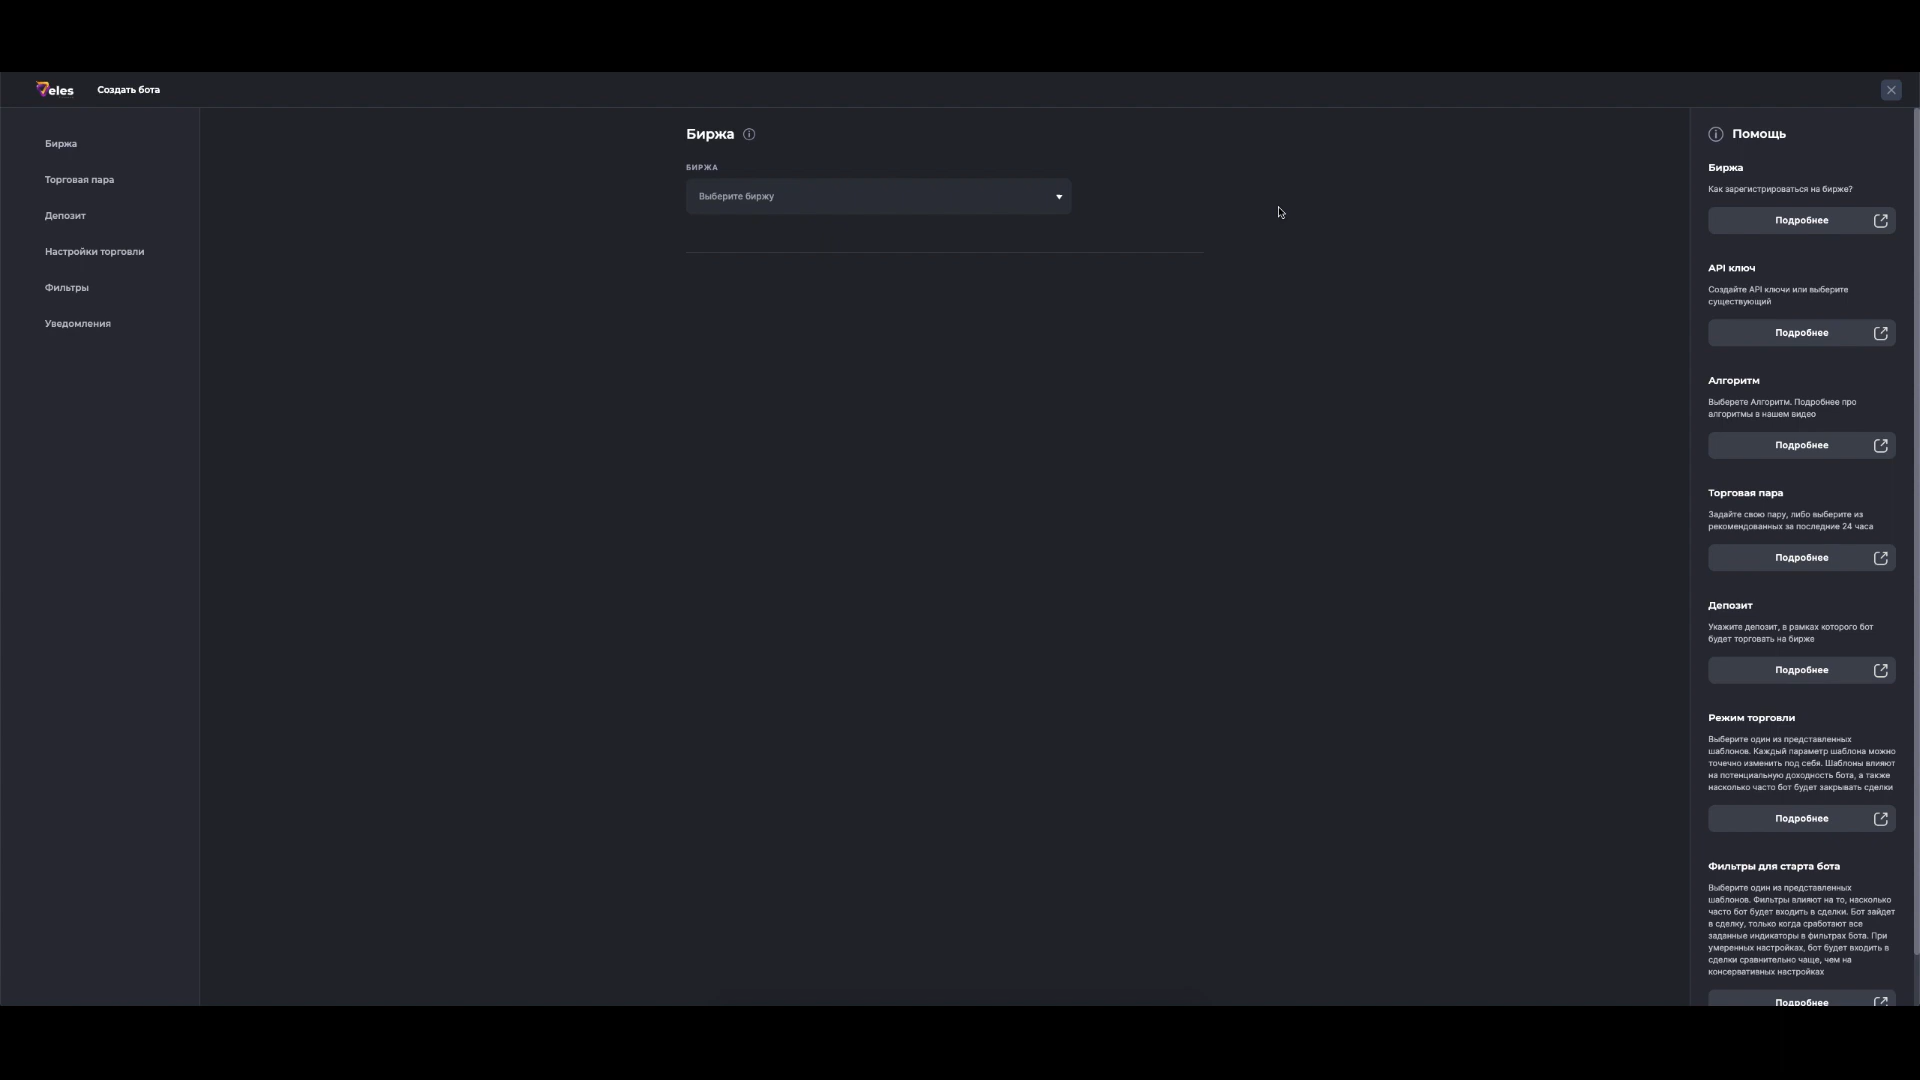 Veles
Создать бота
Биржа
Торговая пара
Депозит
Настройки торговли
Фильтры
Уведомления
Биржа
БИРЖА
Выберите биржу
Помощь
Биржа
Как зарегистрироваться на бирже?
Подробнее
API ключ
Создайте API ключи или выберите
существующий
Подробнее
Алгоритм
Выберете Алгоритм. Подробнее про
алгоритмы в нашем видео
Подробнее
Торговая пара
Задайте свою пару, либо выберите из
рекомендованных за последние 24 часа
Подробнее
Депозит
Укажите депозит, в рамках которого бот
будет торговать на бирже
Подробнее
Режим торговли
Выберите один из представленных
шаблонов. Каждый параметр шаблона можно
точечно изменить под себя. Шаблоны влияют
на потенциальную доходность бота, а также
насколько часто бот будет закрывать сделки
Подробнее
Фильтры для старта бота
Выберите один из представленных
шаблонов. Фильтры влияют на то, насколько
часто бот будет входить в сделки. Бот зайдет
в сделку, только когда сработают все
заданные индикаторы в фильтрах бота. При
умеренных настройках, бот будет входить в
сделки сравнительно чаще, чем на
консервативных настройках
Подробнее